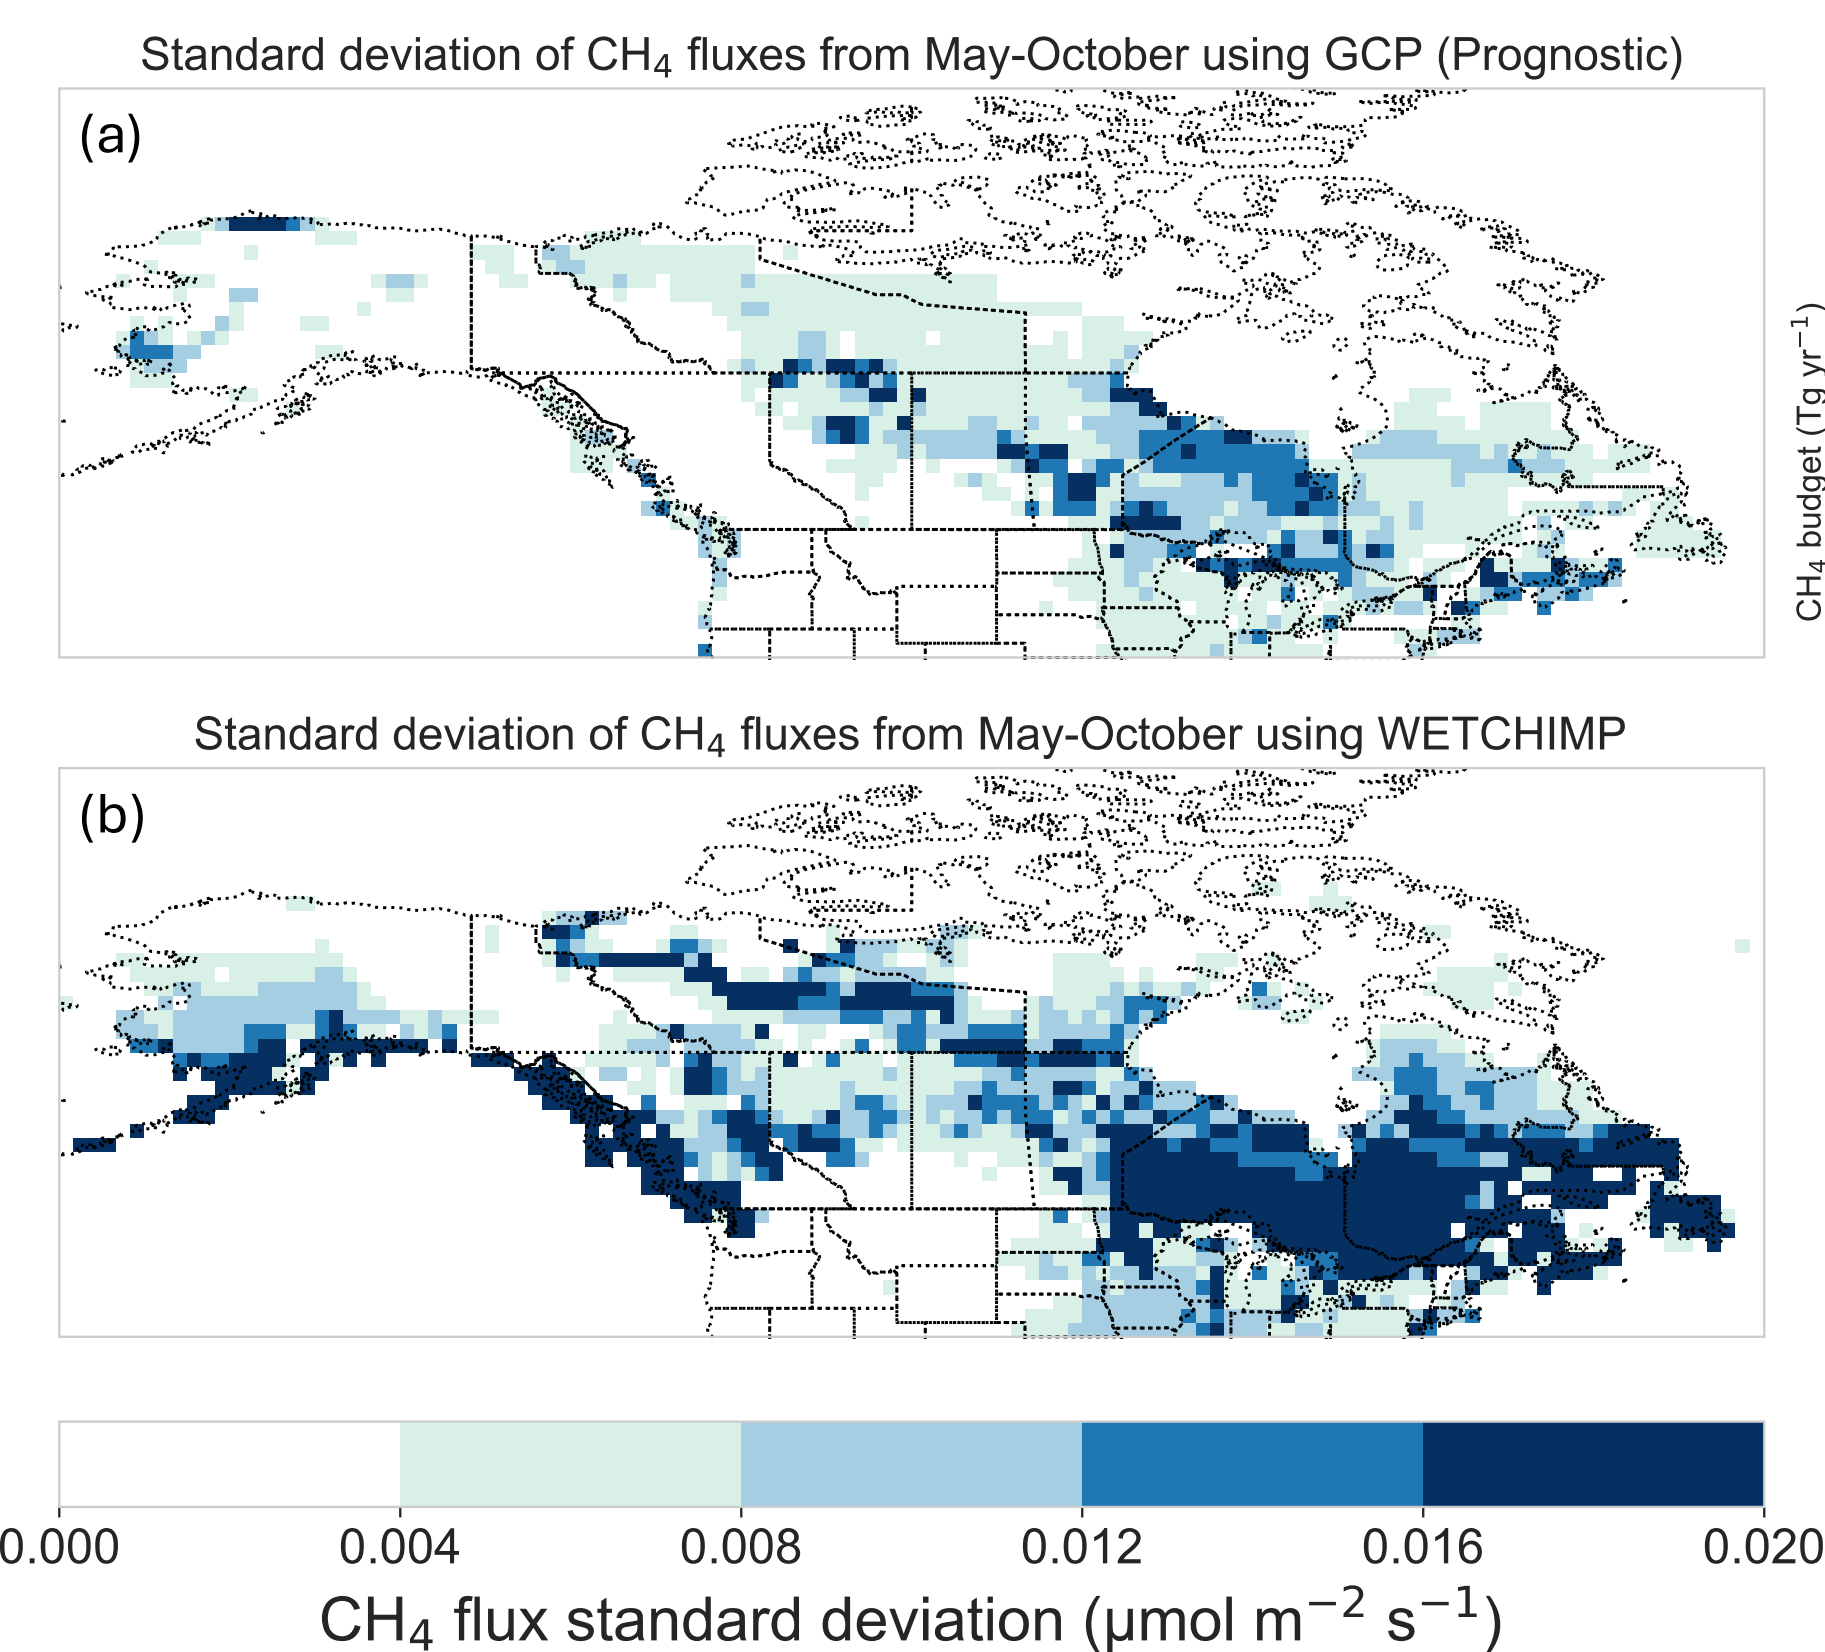 Standard deviation of CH₄ fluxes from May-October using GCP (Prognostic)
(a)
CH₄ budget (Tg yr⁻¹)
Standard deviation of CH₄ fluxes from May-October using WETCHIMP
(b)
0.000 0.004 0.008 0.012 0.016 0.020
CH₄ flux standard deviation (µmol m⁻² s⁻¹)